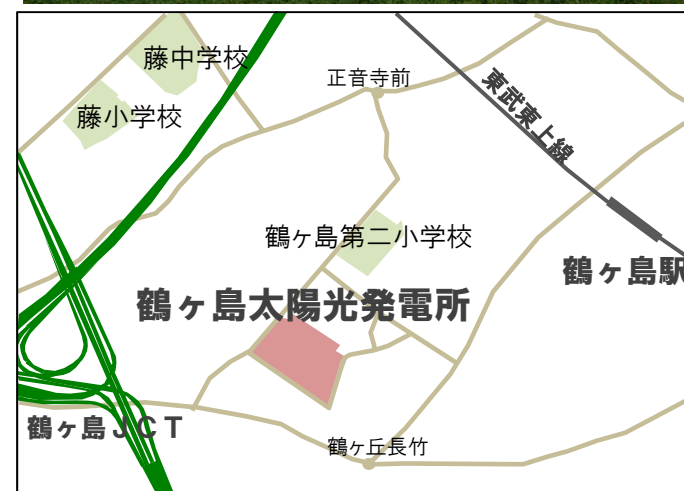 藤中学校
正音寺前
藤小学校
東武東上線
鶴ヶ島第二小学校
鶴ヶ島駅
鶴ヶ島太陽光発電所
鶴ヶ島JCT
鶴ヶ丘長竹